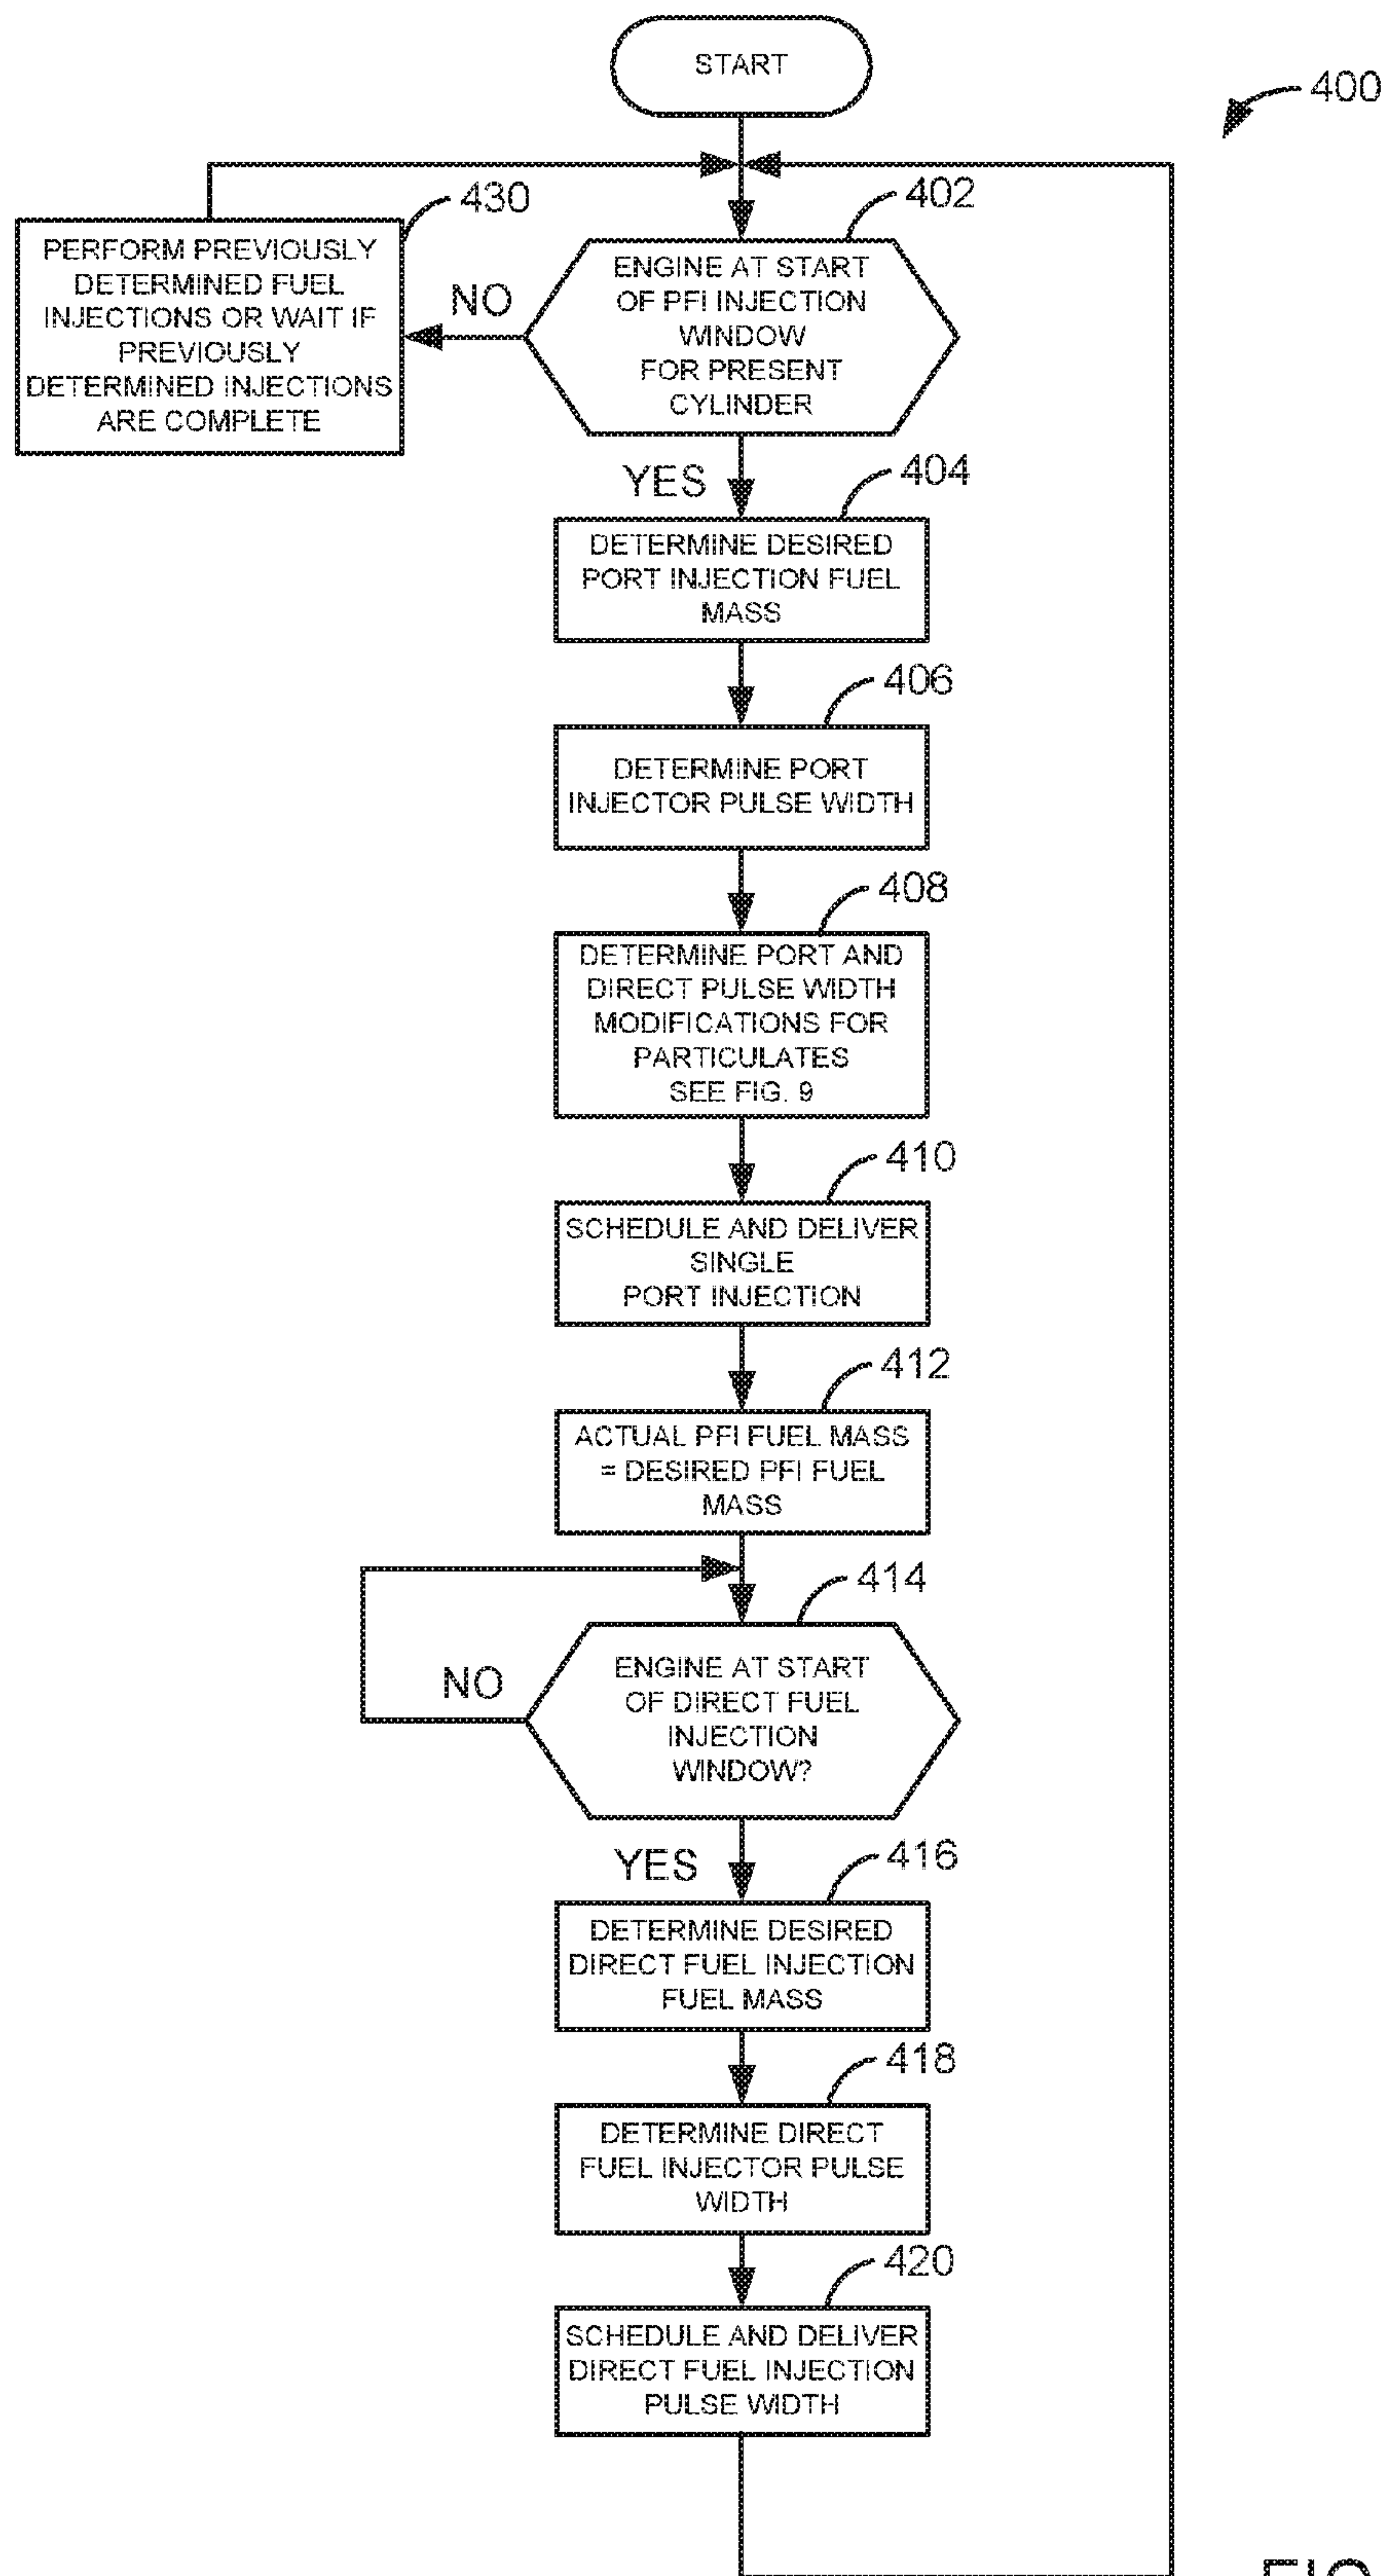 START
400
430
402
PERFORM PREVIOUSLY
DETERMINED FUEL
INJECTIONS OR WAIT IF
PREVIOUSLY
DETERMINED INJECTIONS
ARE COMPLETE
NO
ENGINE AT START
OF PFI INJECTION
WINDOW
FOR PRESENT
CYLINDER
YES
404
DETERMINE DESIRED
PORT INJECTION FUEL
MASS
406
DETERMINE PORT
INJECTOR PULSE WIDTH
408
DETERMINE PORT AND
DIRECT PULSE WIDTH
MODIFICATIONS FOR
PARTICULATES
SEE FIG. 9
410
SCHEDULE AND DELIVER
SINGLE
PORT INJECTION
412
ACTUAL PFI FUEL MASS
= DESIRED PFI FUEL
MASS
414
NO
ENGINE AT START
OF DIRECT FUEL
INJECTION
WINDOW?
YES
416
DETERMINE DESIRED
DIRECT FUEL INJECTION
FUEL MASS
418
DETERMINE DIRECT
FUEL INJECTOR PULSE
WIDTH
420
SCHEDULE AND DELIVER
DIRECT FUEL INJECTION
PULSE WIDTH